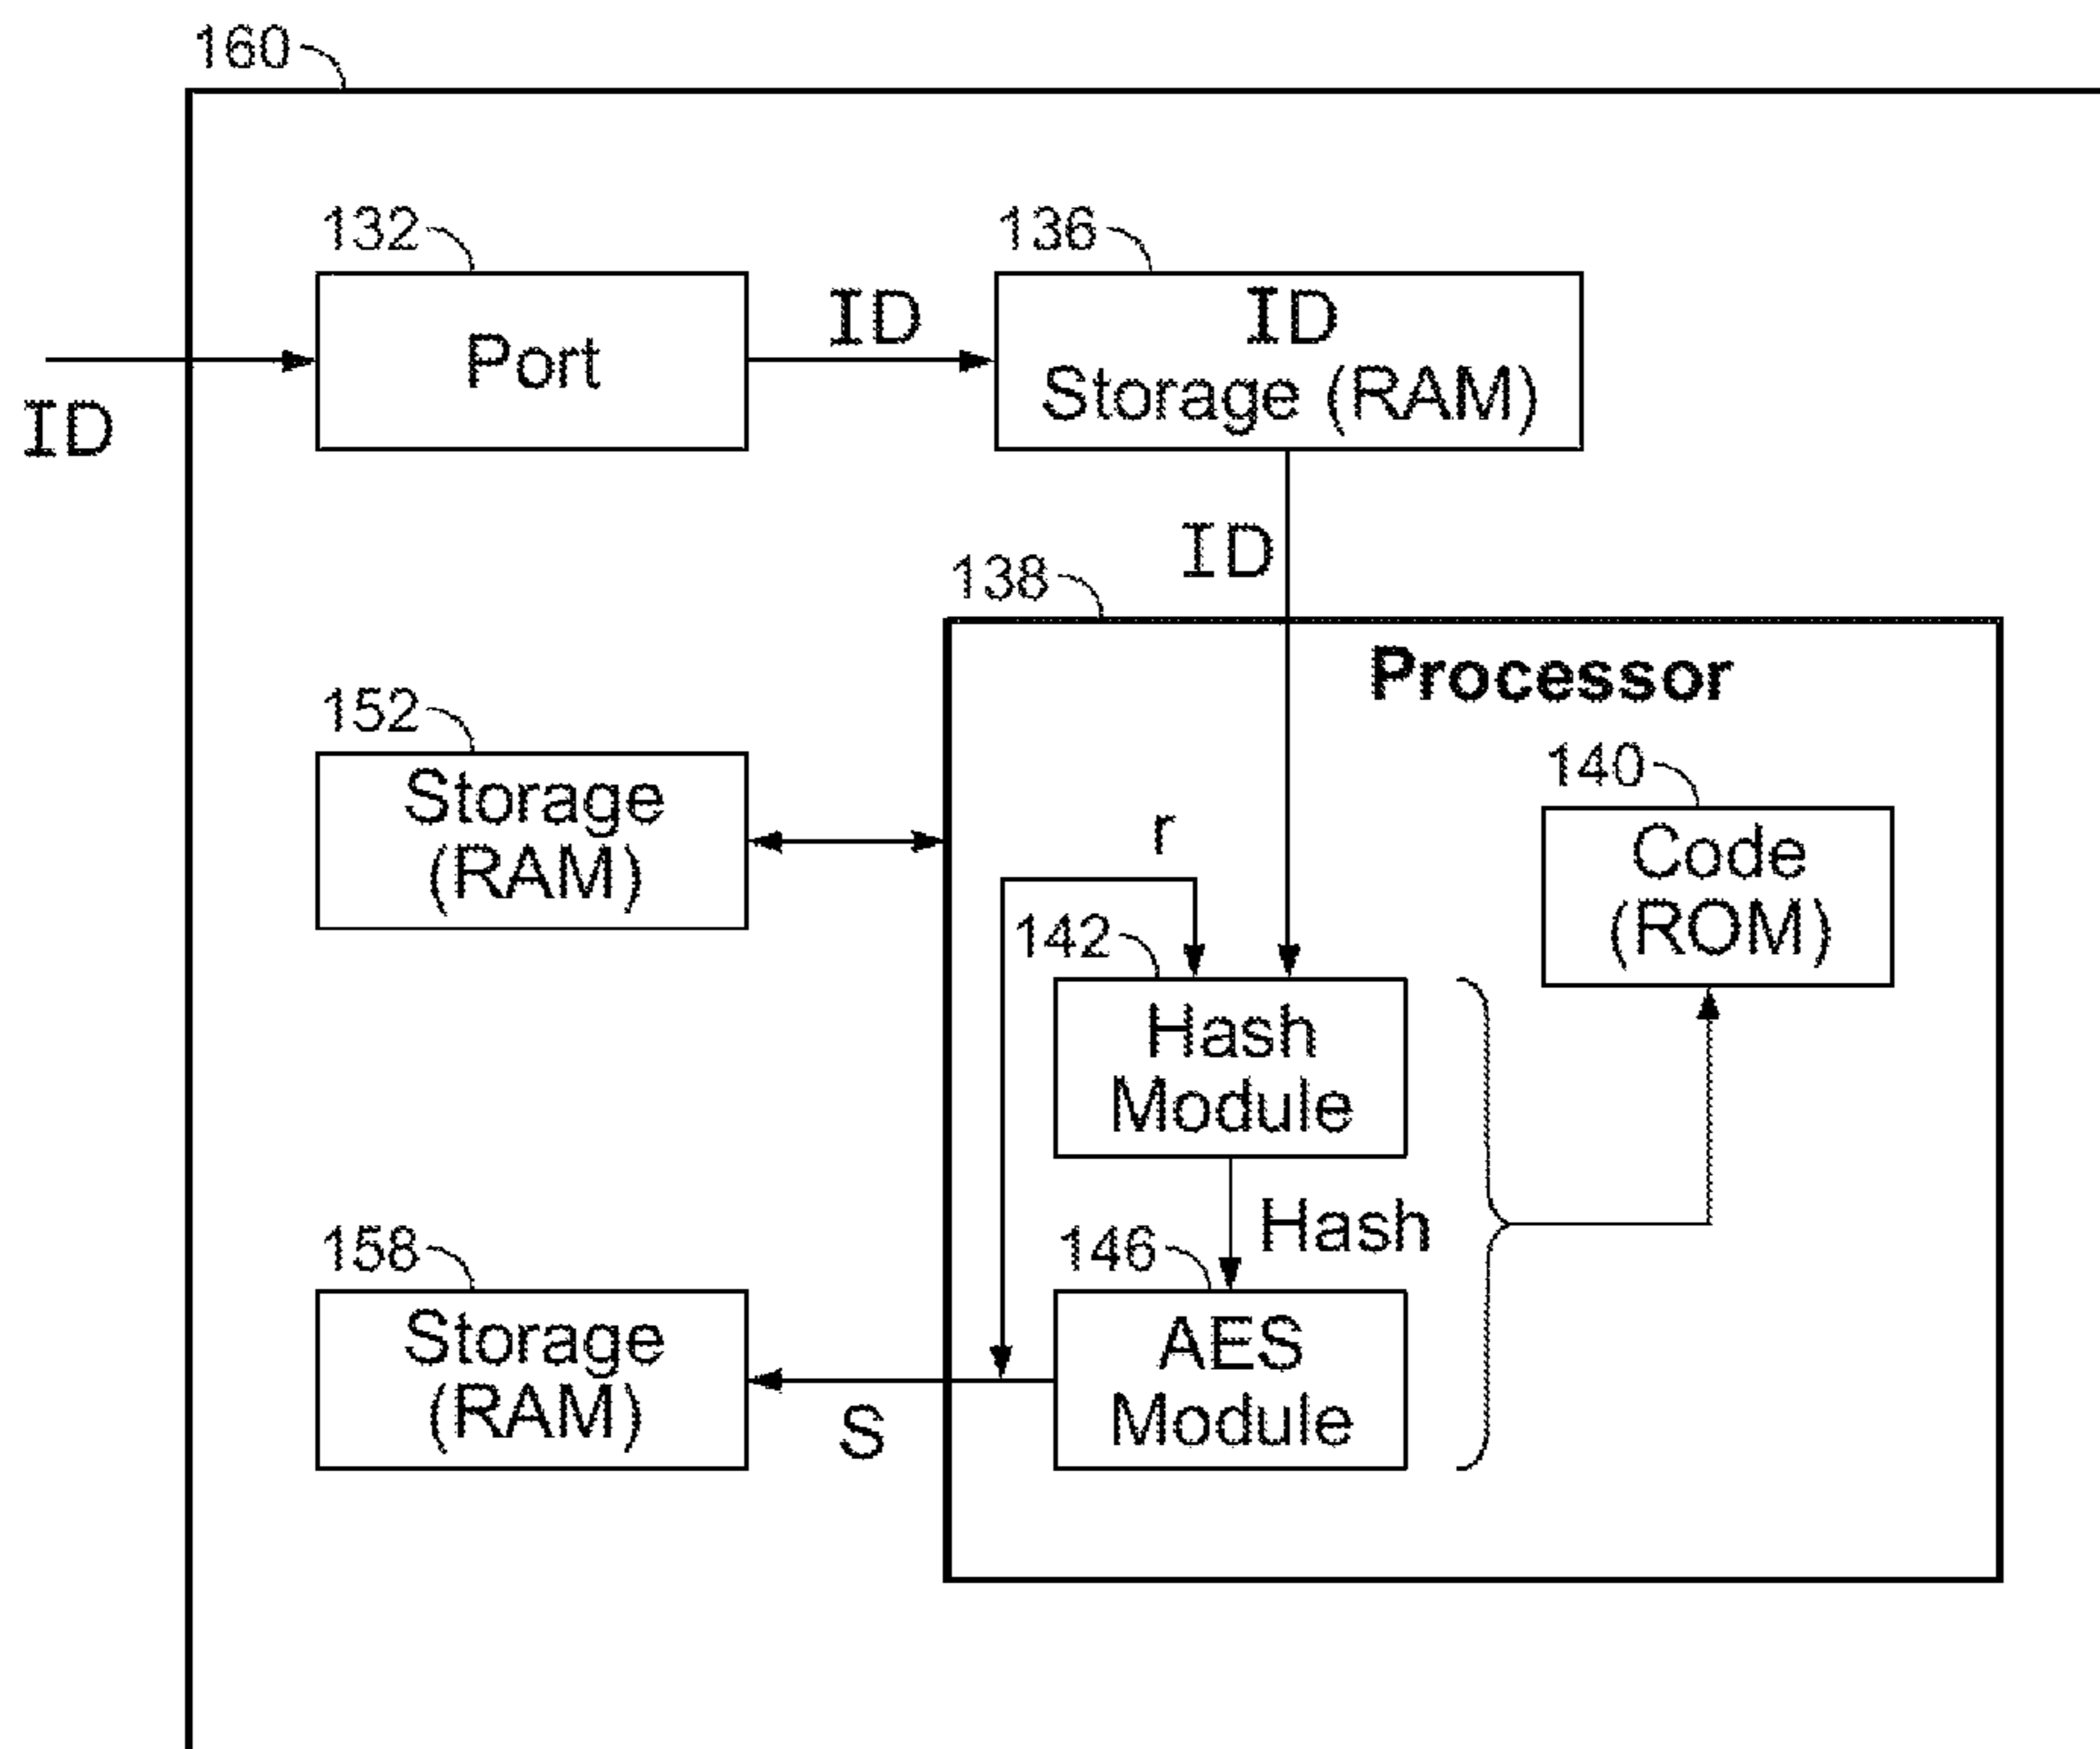 160
132
136
Port
ID
ID
Storage (RAM)
ID
ID
138
Processor
152
Storage
(RAM)
140
Code
(ROM)
r
142
Hash
Module
Hash
158
Storage
(RAM)
146
AES
Module
S